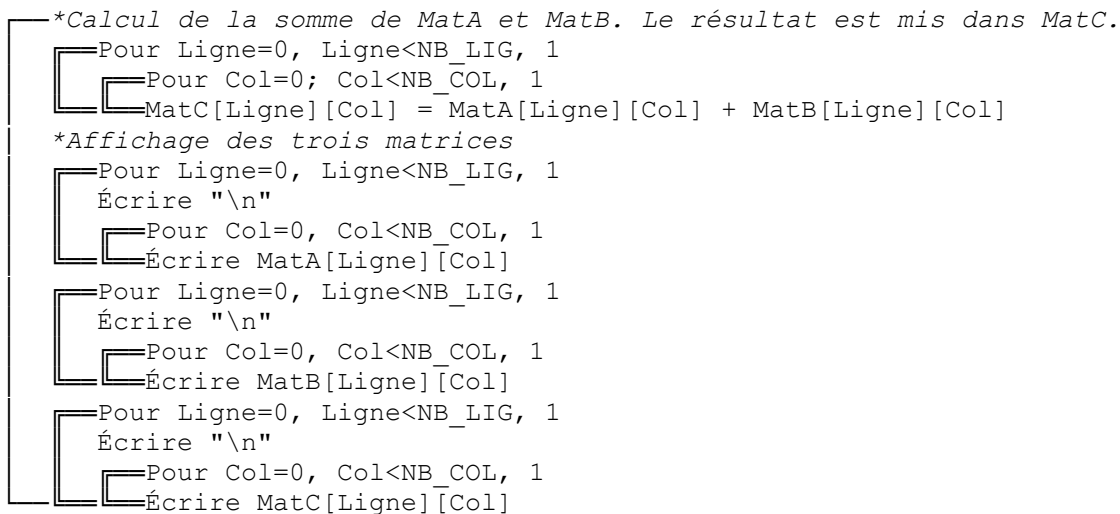 *Calcul de la somme de MatA et MatB. Le résultat est mis dans MatC.
Pour Ligne=0, Ligne<NB_LIG, 1
Pour Col=0; Col<NB_COL, 1
MatC[Ligne][Col] = MatA[Ligne][Col] + MatB[Ligne][Col]
*Affichage des trois matrices
Pour Ligne=0, Ligne<NB_LIG, 1
Écrire "\n"
Pour Col=0, Col<NB_COL, 1
Écrire MatA[Ligne][Col]
Pour Ligne=0, Ligne<NB_LIG, 1
Écrire "\n"
Pour Col=0, Col<NB_COL, 1
Écrire MatB[Ligne][Col]
Pour Ligne=0, Ligne<NB_LIG, 1
Écrire "\n"
Pour Col=0, Col<NB_COL, 1
Écrire MatC[Ligne][Col]